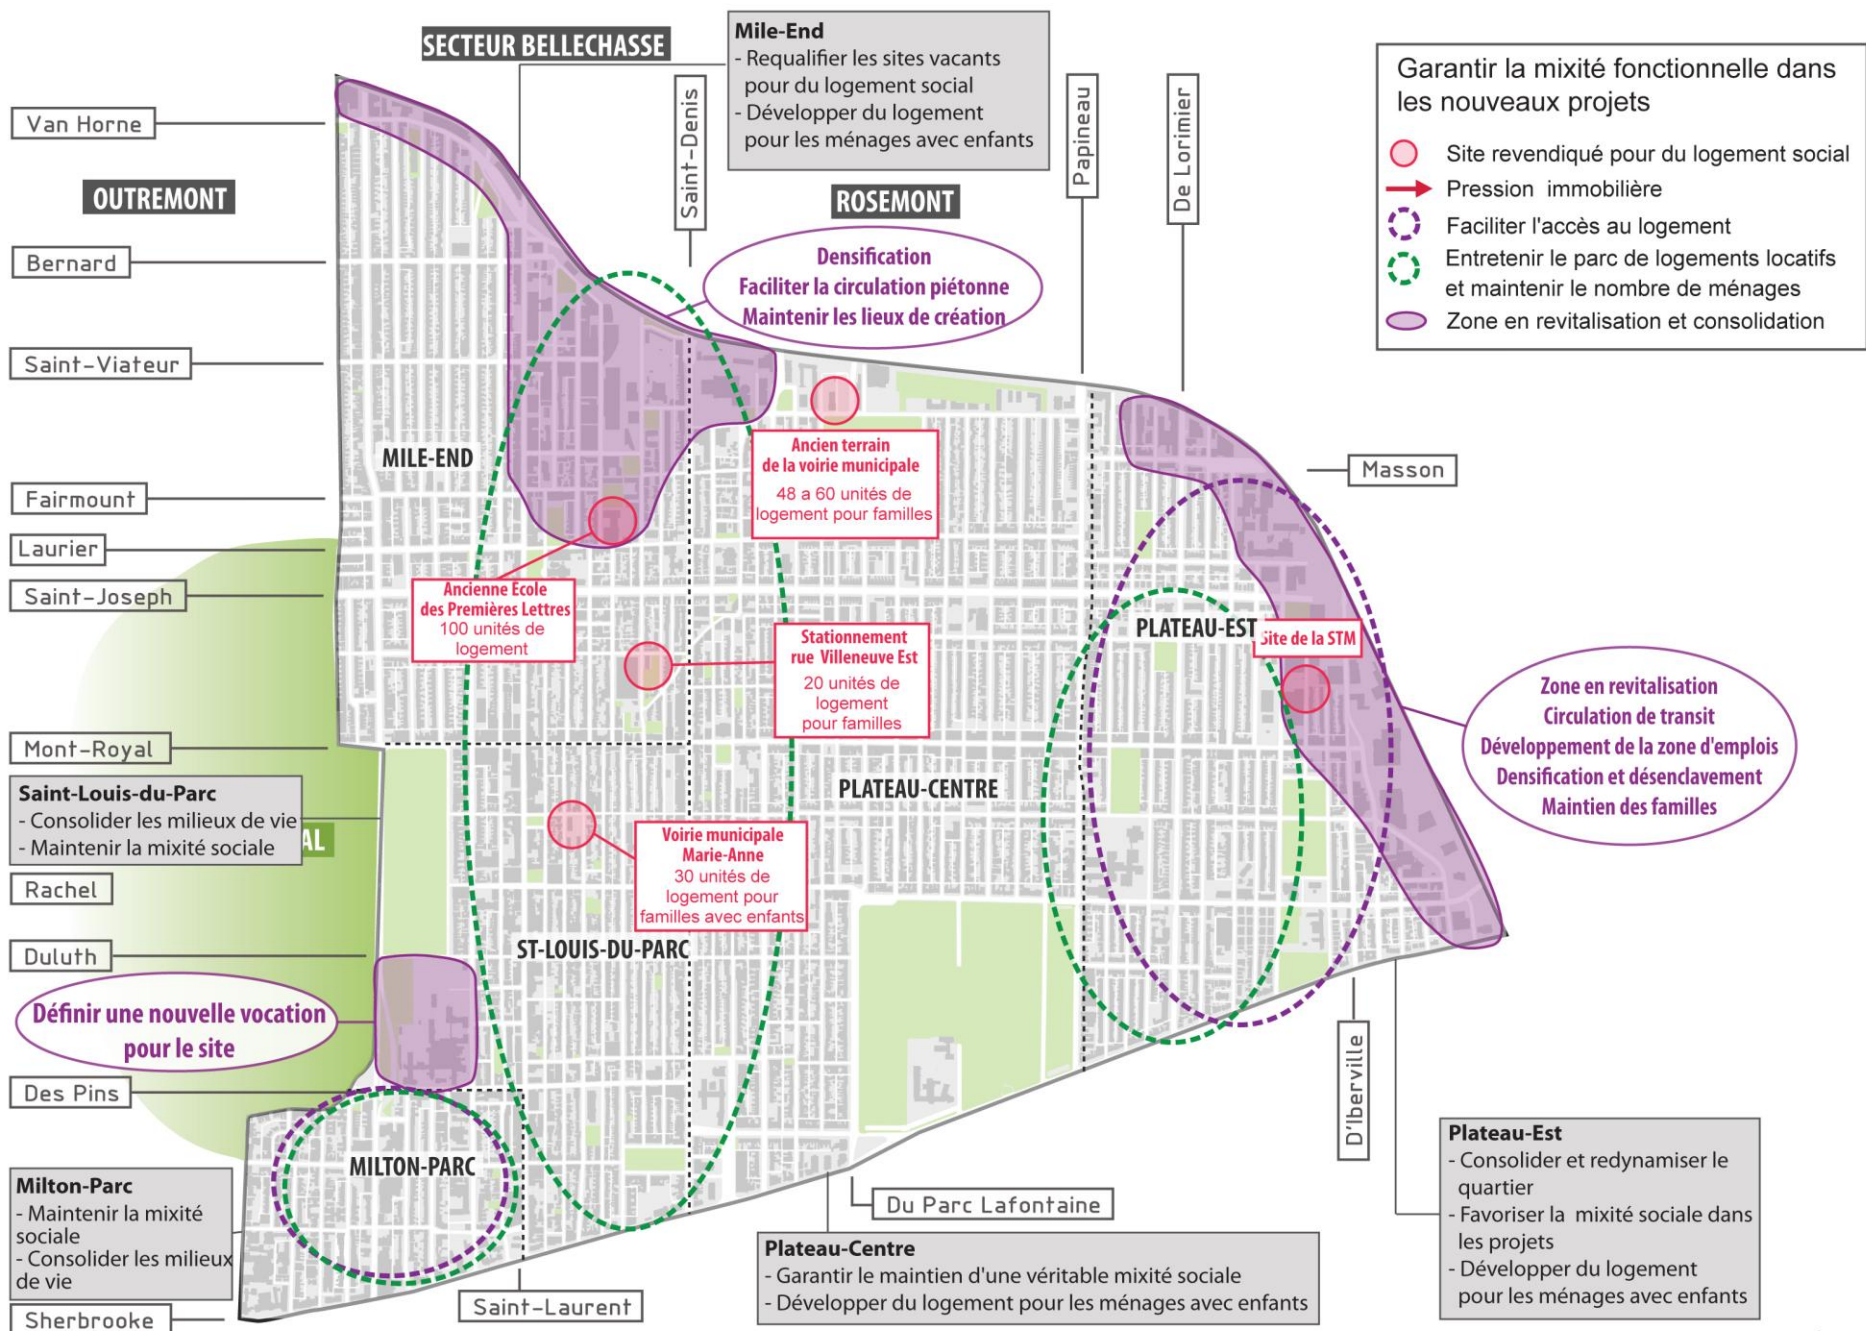 SECTEUR BELLECHASSE
Mile-End
- Requalifier les sites vacants
pour du logement social
- Développer du logement
pour les ménages avec enfants
Saint-Denis
Papineau
De Lorimier
Garantir la mixité fonctionnelle dans
les nouveaux projets
Site revendiqué pour du logement social
Pression immobilière
Faciliter l'accès au logement
Entretenir le parc de logements locatifs
et maintenir le nombre de ménages
Zone en revitalisation et consolidation
Van Horne
OUTREMONT
ROSEMONT
Bernard
Densification
Faciliter la circulation piétonne
Maintenir les lieux de création
Saint-Viateur
MILE-END
Ancien terrain
de la voirie municipale
48 a 60 unités de
logement pour familles
Masson
Fairmount
Laurier
Saint-Joseph
Ancienne Ecole
des Premières Lettres
100 unités de
logement
Stationnement
rue Villeneuve Est
20 unités de
logement
pour familles
PLATEAU-EST
Site de la STM
Zone en revitalisation
Circulation de transit
Développement de la zone d'emplois
Densification et désenclavement
Maintien des familles
Mont-Royal
Saint-Louis-du-Parc
- Consolider les milieux de vie
- Maintenir la mixité sociale
AL
PLATEAU-CENTRE
Voirie municipale
Marie-Anne
30 unités de
logement pour
familles avec enfants
Rachel
ST-LOUIS-DU-PARC
Duluth
Définir une nouvelle vocation
pour le site
Des Pins
D'Iberville
MILTON-PARC
Milton-Parc
- Maintenir la mixité
sociale
- Consolider les milieux
de vie
Du Parc Lafontaine
Plateau-Est
- Consolider et redynamiser le
quartier
- Favoriser la mixité sociale dans
les projets
- Développer du logement
pour les ménages avec enfants
Plateau-Centre
- Garantir le maintien d'une véritable mixité sociale
- Développer du logement pour les ménages avec enfants
Saint-Laurent
Sherbrooke